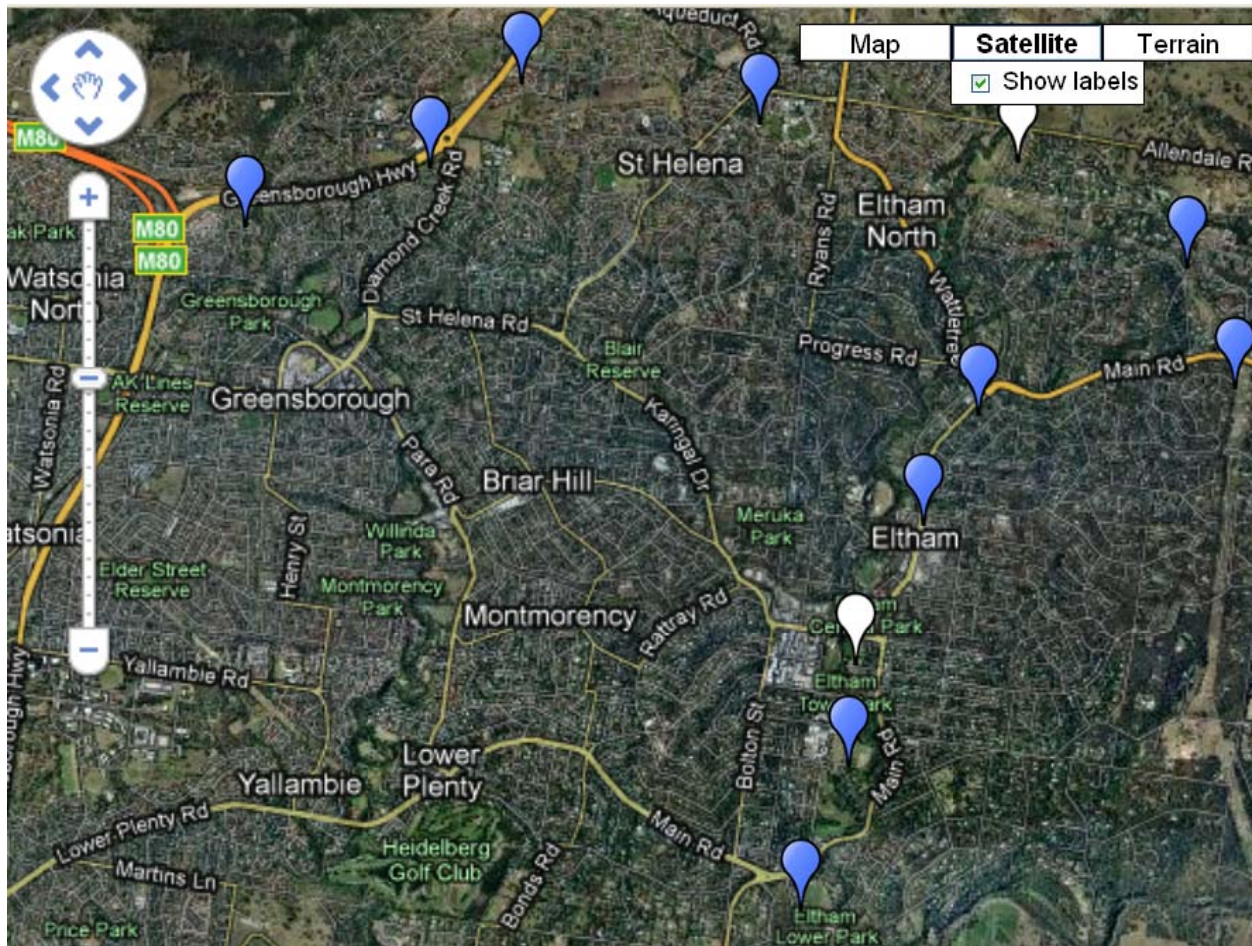 Aqueduct Rd
Map
Satellite
Terrain
Show labels
M80
Greensborough Hwy
St Helena
Allendale R
Diamond Creek Rd
M80
M80
ak Park
Ryans Rd
Eltham
North
Watsonia
North
Greensborough
Park
Wattletree
St Helena Rd
Blair
Reserve
Progress Rd
Main Rd
AK Lines
Reserve
Greensborough
Watsonia Rd
Karingal Dr
Para Rd
Briar Hill
Meruka
Park
Eltham
atsonia
Willinda
Park
Henry St
Elder Street
Reserve
Montmorency
Park
Montmorency
Rattray Rd
am
Central Park
Eltham
Town Park
Yallambie Rd
orough Hwy
Bolton St
Main Rd
Lower
Plenty
Yallambie
Lower Plenty Rd
Main Rd
Heidelberg
Golf Club
Martins Ln
Bonds Rd
Eltham
Lower Park
Price Park